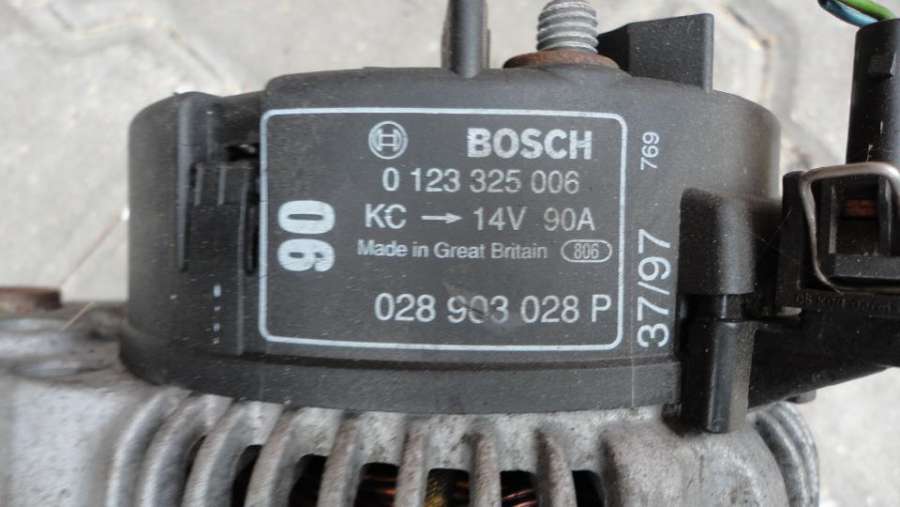 BOSCH
0 123 325 006
KC → 14V 90A
Made in Great Britain 806
028 903 028 P
90
37/97
769